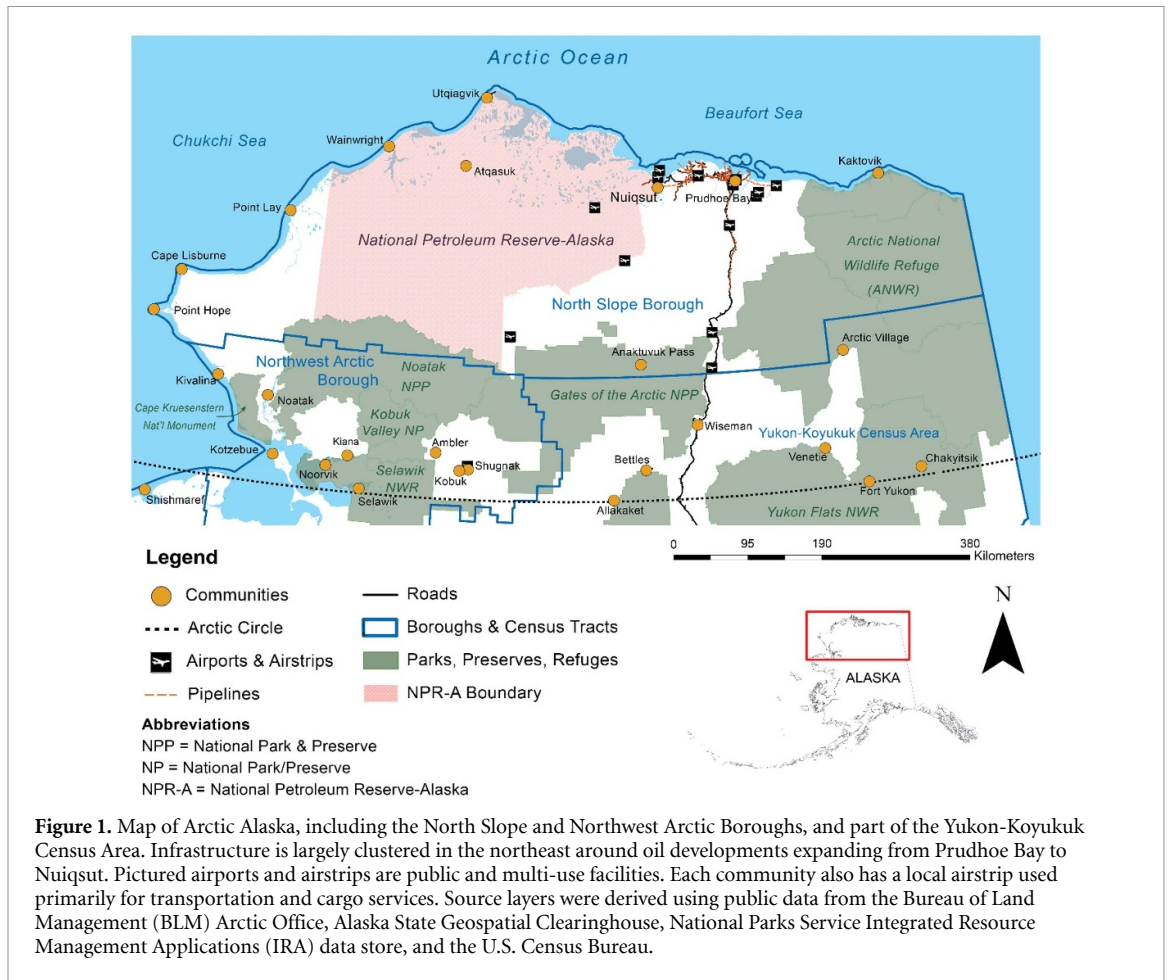 Arctic Ocean
Utqiagvik
Beaufort Sea
Chukchi Sea
Wainwright
Kaktovik
Atqasuk
Nuiqsut
Prudhoe Bay
Point Lay
National Petroleum Reserve-Alaska
Arctic National
Wildlife Refuge
(ANWR)
Cape Lisburne
Point Hope
North Slope Borough
Arctic Village
Anaktuvuk Pass
Northwest Arctic
Borough
Noatak
NPP
Kivalina
Gates of the Arctic NPP
Noatak
Cape Kruesenstern
Nat'l Monument
Kobuk
Valley NP
Wiseman
Yukon-Koyukuk Census Area
Kotzebue
Kiana
Ambler
Venetie
Chakyitsik
Noorvik
Selawik
NWR
Shugnak
Kobuk
Bettles
Shishmaref
Selawik
Allakaket
Fort Yukon
Yukon Flats NWR
0 95 190 380
Kilometers
Legend
Communities
Arctic Circle
Airports & Airstrips
Pipelines
Roads
Boroughs & Census Tracts
Parks, Preserves, Refuges
NPR-A Boundary
N
ALASKA
Abbreviations
NPP = National Park & Preserve
NP = National Park/Preserve
NPR-A = National Petroleum Reserve-Alaska
Figure 1. Map of Arctic Alaska, including the North Slope and Northwest Arctic Boroughs, and part of the Yukon-Koyukuk
Census Area. Infrastructure is largely clustered in the northeast around oil developments expanding from Prudhoe Bay to
Nuiqsut. Pictured airports and airstrips are public and multi-use facilities. Each community also has a local airstrip used
primarily for transportation and cargo services. Source layers were derived using public data from the Bureau of Land
Management (BLM) Arctic Office, Alaska State Geospatial Clearinghouse, National Parks Service Integrated Resource
Management Applications (IRA) data store, and the U.S. Census Bureau.